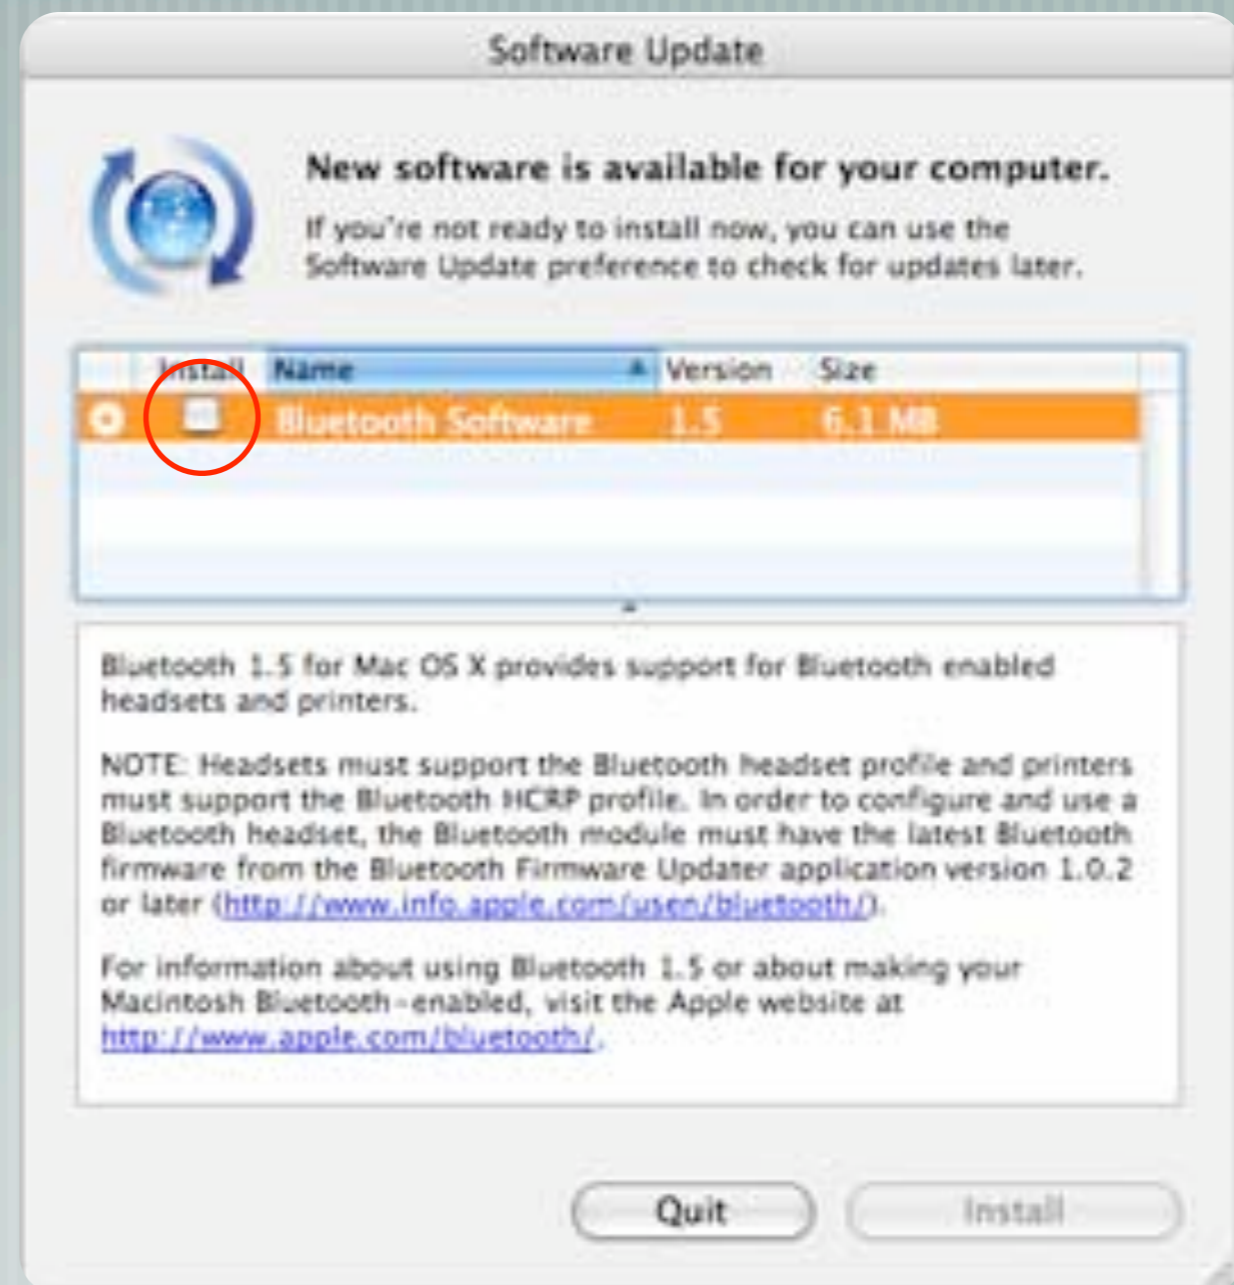 Software Update
New software is available for your computer.
If you're not ready to install now, you can use the
Software Update preference to check for updates later.
Install Name Version Size
Bluetooth Software 1.5 6.1 MB
Bluetooth 1.5 for Mac OS X provides support for Bluetooth enabled
headsets and printers.
NOTE: Headsets must support the Bluetooth headset profile and printers
must support the Bluetooth HCRP profile. In order to configure and use a
Bluetooth headset, the Bluetooth module must have the latest Bluetooth
firmware from the Bluetooth Firmware Updater application version 1.0.2
or later (http://www.info.apple.com/usen/bluetooth/).
For information about using Bluetooth 1.5 or about making your
Macintosh Bluetooth-enabled, visit the Apple website at
http://www.apple.com/bluetooth/.
Quit Install